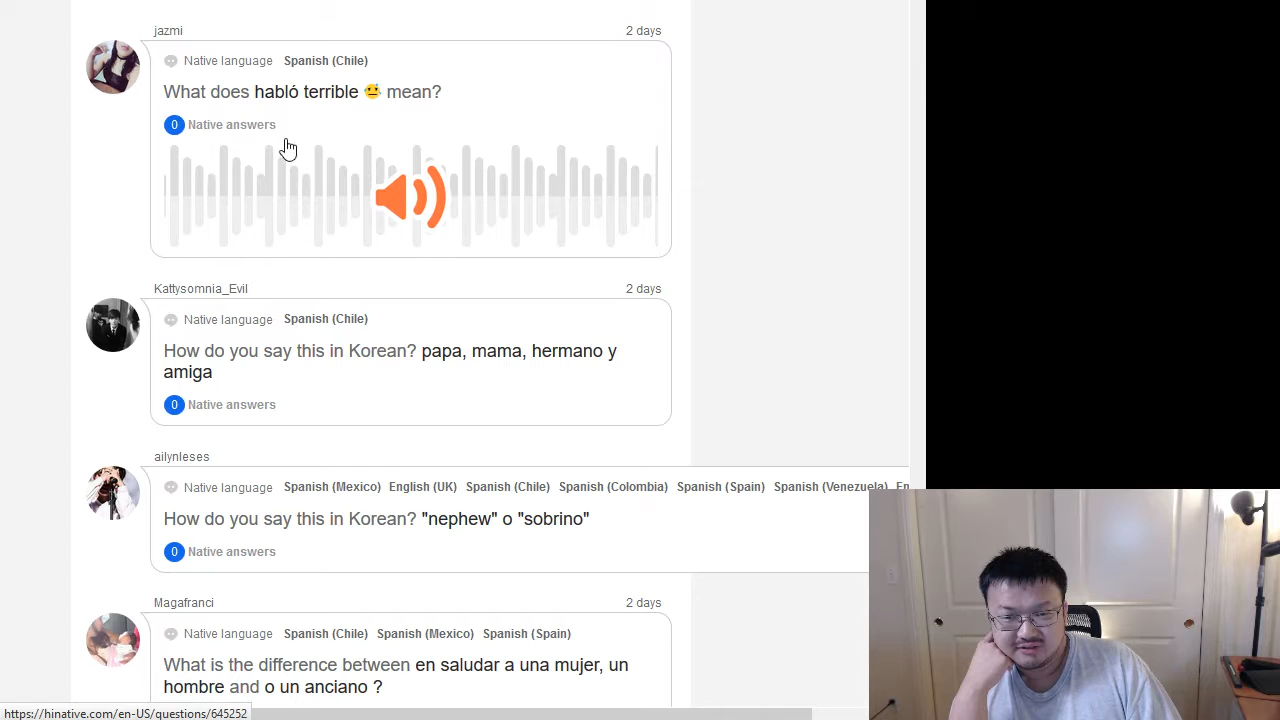 jazmi 2 days
Native language Spanish (Chile)
What does habló terrible 😓 mean?
0 Native answers
Kattysomnia_Evil 2 days
Native language Spanish (Chile)
How do you say this in Korean? papa, mama, hermano y
amiga
0 Native answers
ailynleses
Native language Spanish (Mexico) English (UK) Spanish (Chile) Spanish (Colombia) Spanish (Spain) Spanish (Venezuela) En
How do you say this in Korean? "nephew" o "sobrino"
0 Native answers
Magafranci 2 days
Native language Spanish (Chile) Spanish (Mexico) Spanish (Spain)
What is the difference between en saludar a una mujer, un
hombre and o un anciano ?
https://hinative.com/en-US/questions/645252